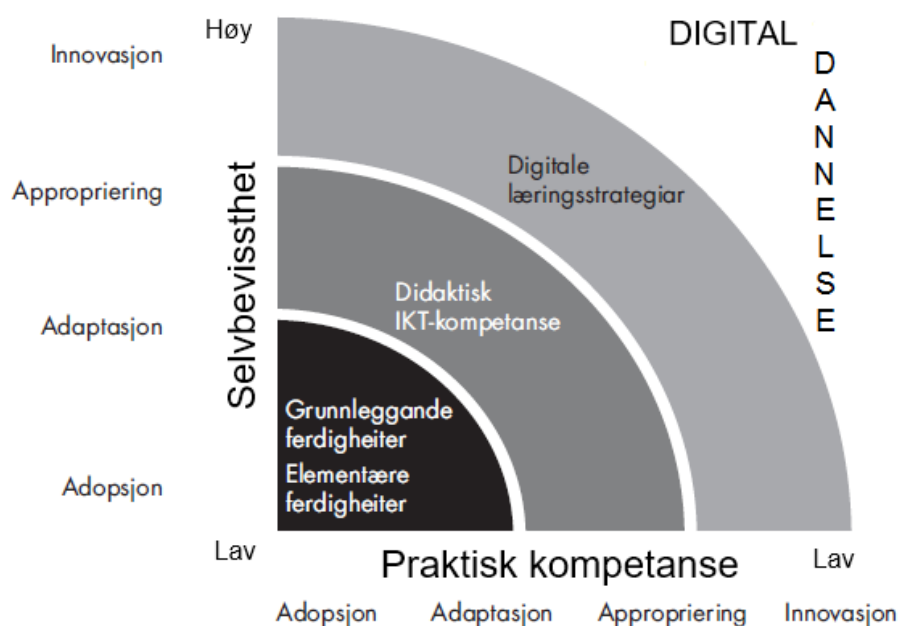 Høy
DIGITAL
DANNELSE
Innovasjon
Appropriering
Adaptasjon
Adopsjon
Selvbevissthet
Digitale
læringsstrategiar
Didaktisk
IKT-kompetanse
Grunnleggande
ferdigheiter
Elementære
ferdigheiter
Lav
Praktisk kompetanse
Lav
Adopsjon
Adaptasjon
Appropriering
Innovasjon